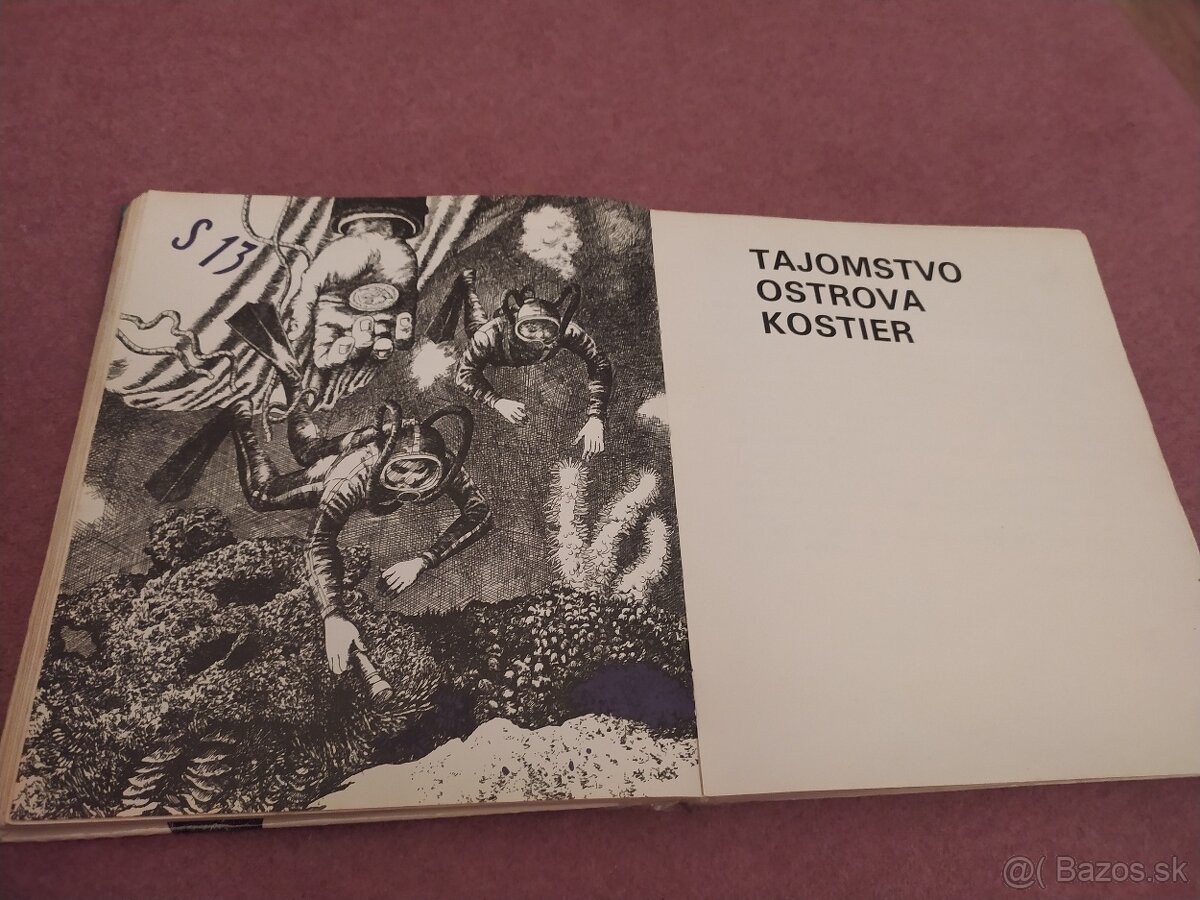 S 13
TAJOMSTVO
OSTROVA
KOSTIER
@( Bazos.sk